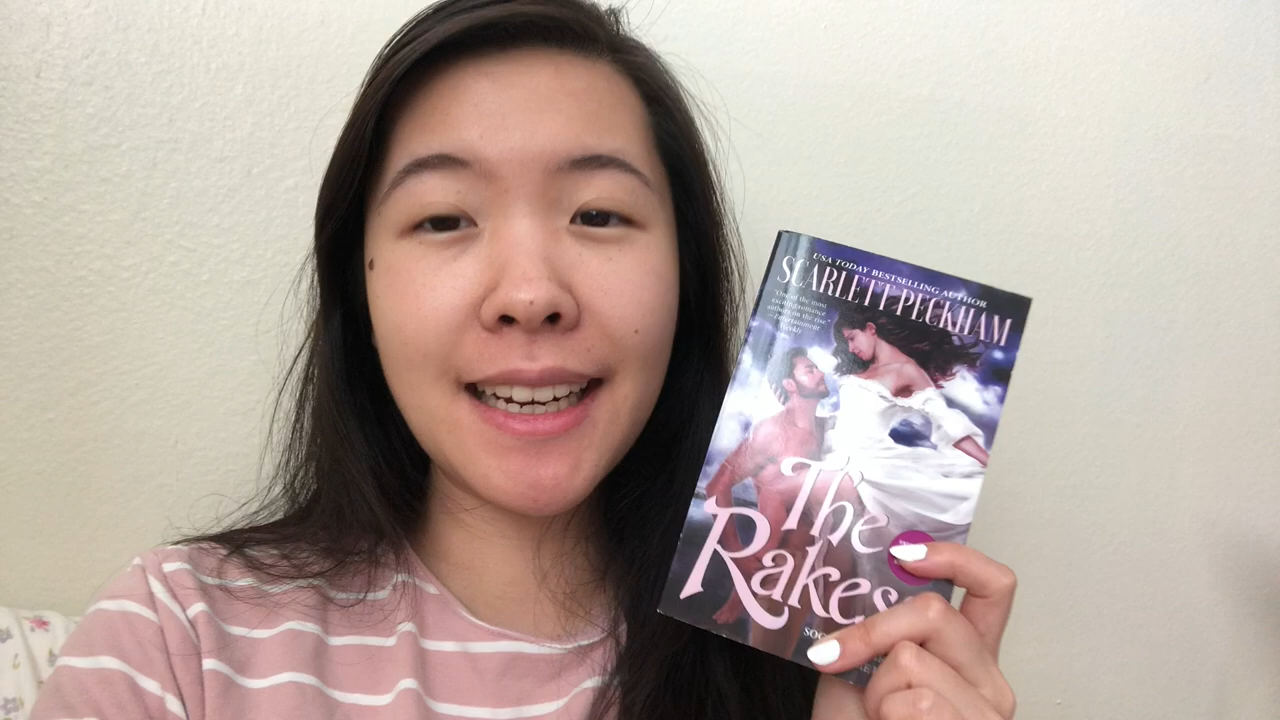 USA TODAY BESTSELLING AUTHOR
SCARLETT PECKHAM
"One of the most
exciting romance
authors on the rise."
—Entertainment
Weekly
The
Rakes